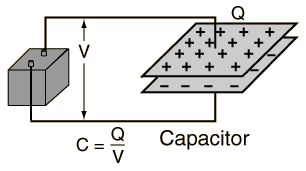 Q
V
C = Q/V
Capacitor